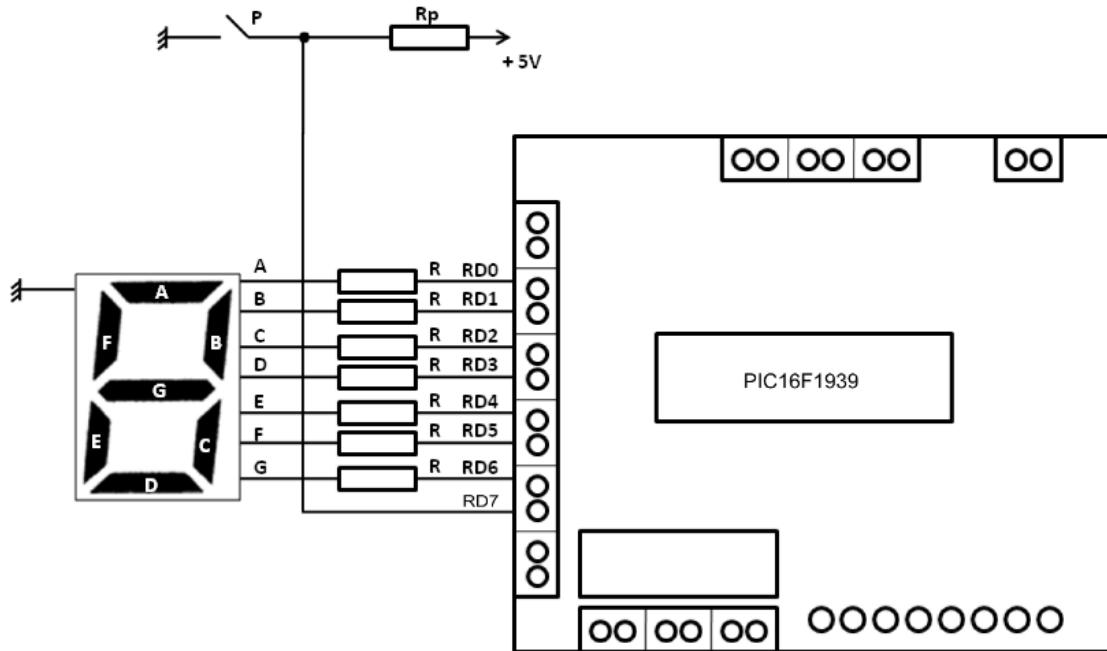 P Rp
+ 5V
A R RD0
B R RD1
C R RD2
D R RD3
E R RD4
F R RD5
G R RD6
RD7
A
F B
G
E C
D
PIC16F1939